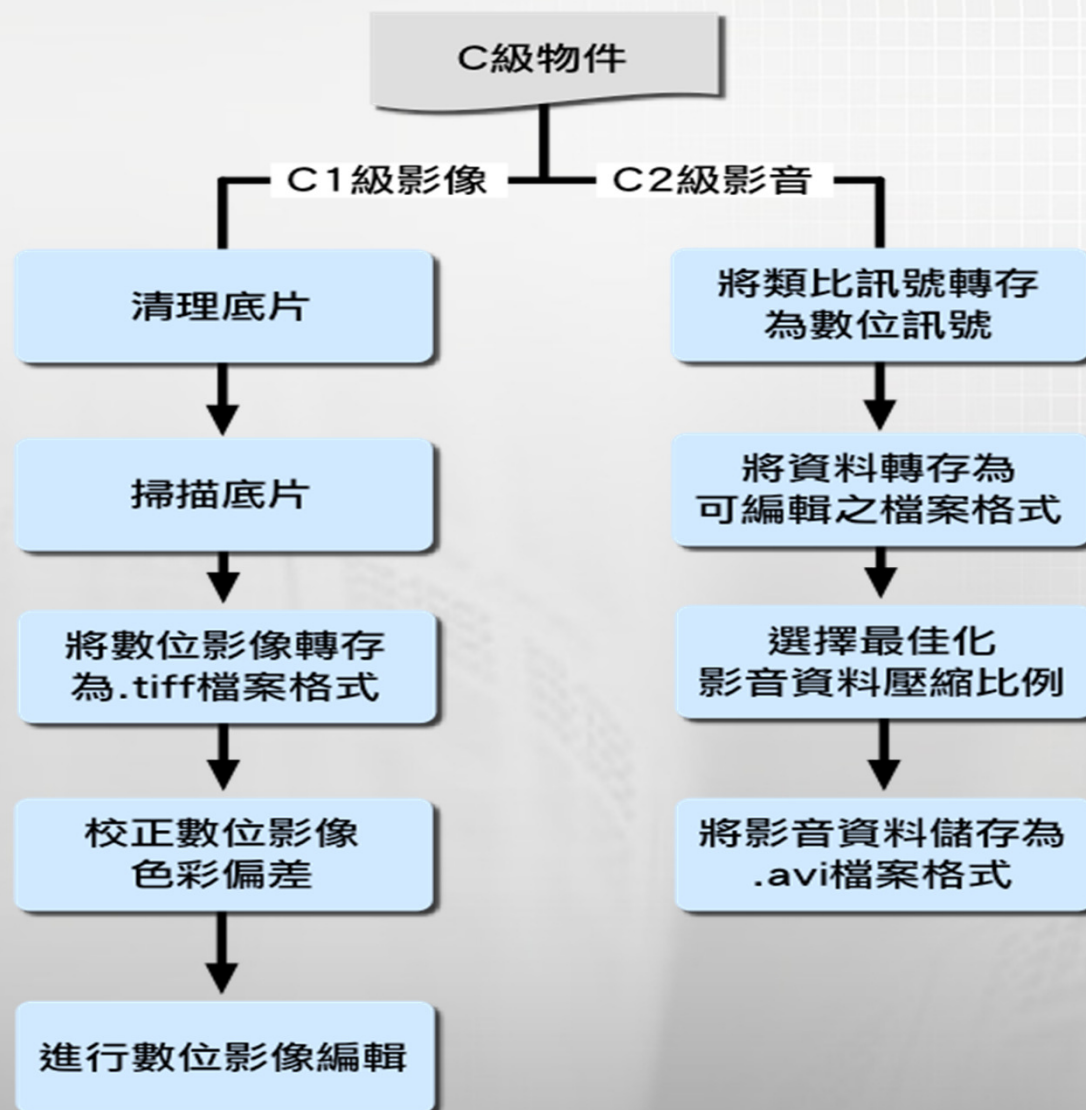 C級物件
C1級影像
C2級影音
清理底片
掃描底片
將數位影像轉存
為.tiff檔案格式
校正數位影像
色彩偏差
進行數位影像編輯
將類比訊號轉存
為數位訊號
將資料轉存為
可編輯之檔案格式
選擇最佳化
影音資料壓縮比例
將影音資料儲存為
.avi檔案格式